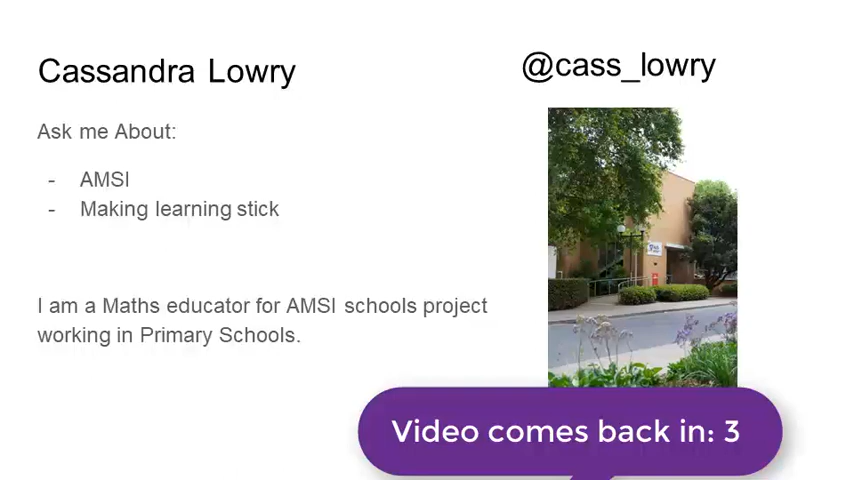 Cassandra Lowry
@cass_lowry
Ask me About:
- AMSI
- Making learning stick
I am a Maths educator for AMSI schools project
working in Primary Schools.
Video comes back in: 3